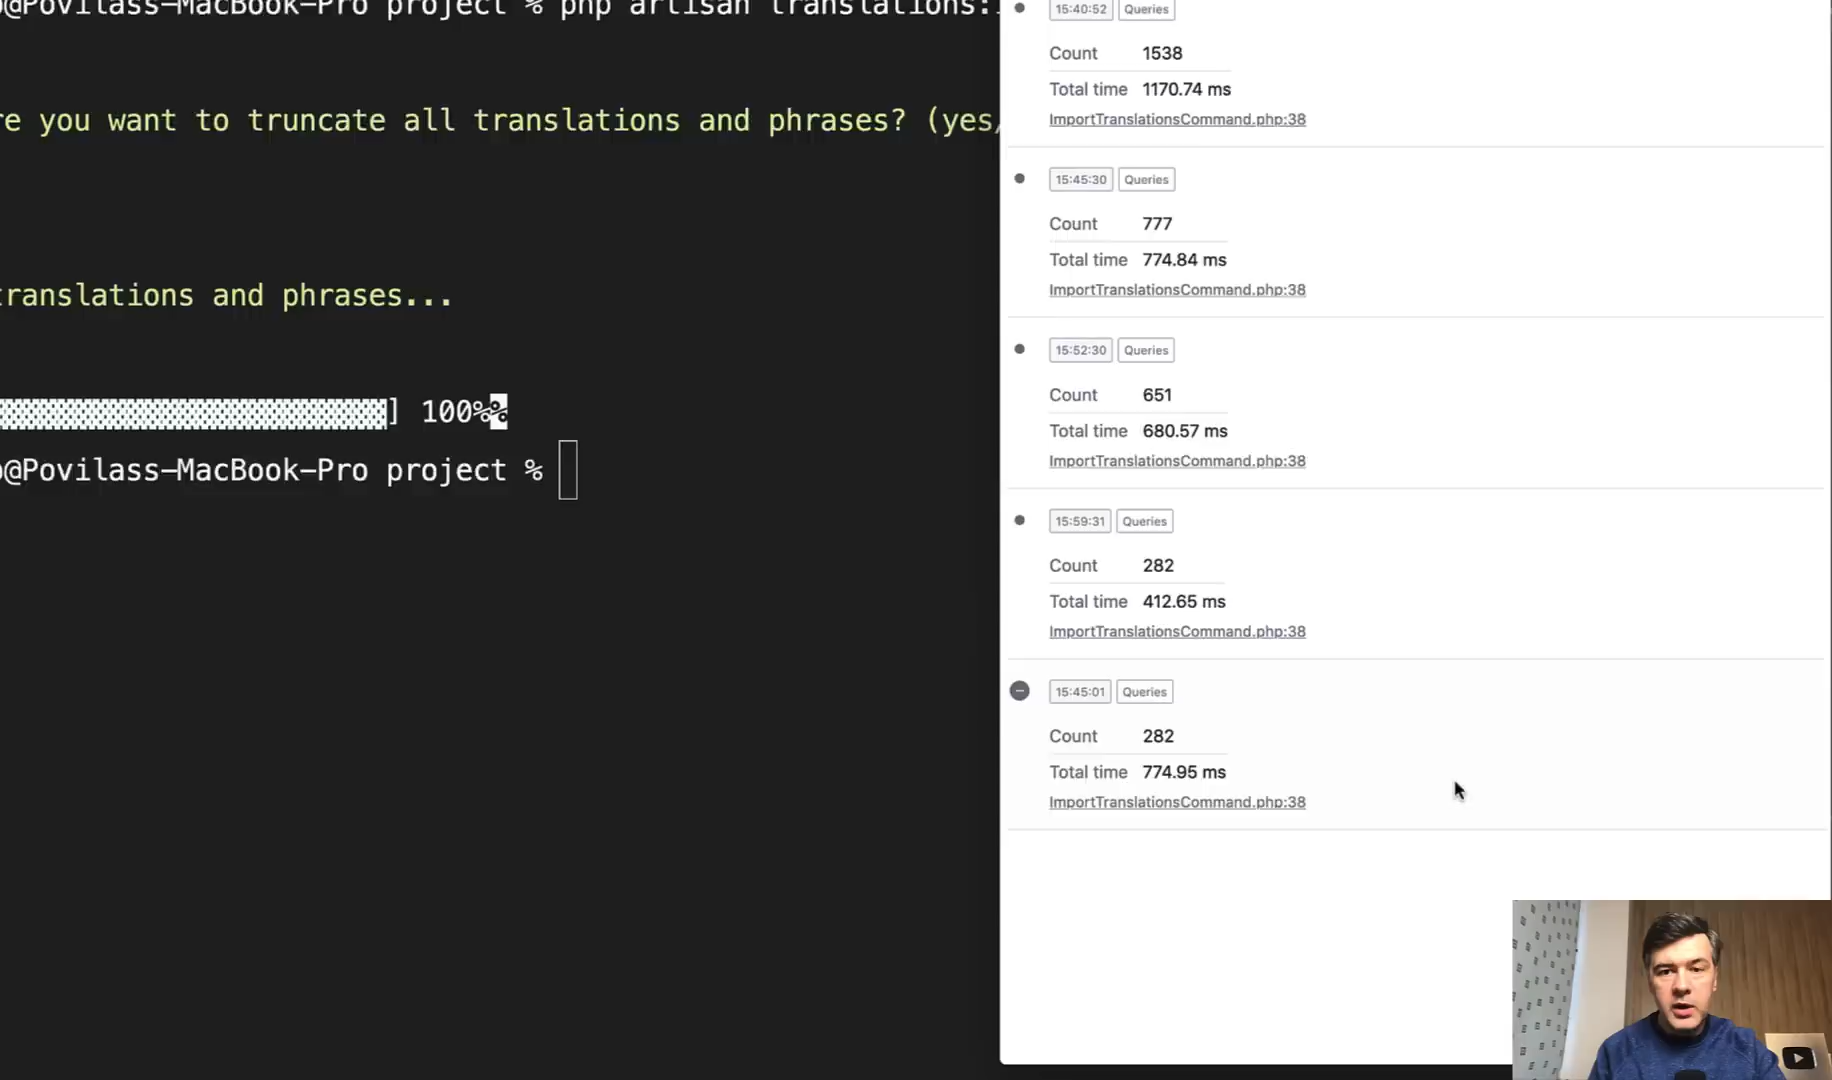 @Povilass-MacBook-Pro project % php artisan translations:
re you want to truncate all translations and phrases? (yes/
translations and phrases...
] 100%%
@Povilass-MacBook-Pro project %
15:40:52 Queries
Count 1538
Total time 1170.74 ms
ImportTranslationsCommand.php:38
15:45:30 Queries
Count 777
Total time 774.84 ms
ImportTranslationsCommand.php:38
15:52:30 Queries
Count 651
Total time 680.57 ms
ImportTranslationsCommand.php:38
15:59:31 Queries
Count 282
Total time 412.65 ms
ImportTranslationsCommand.php:38
15:45:01 Queries
Count 282
Total time 774.95 ms
ImportTranslationsCommand.php:38